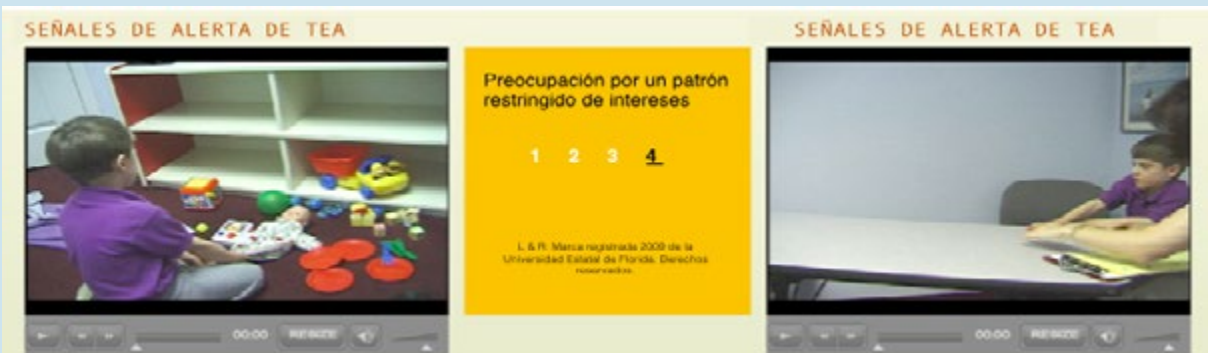 SEÑALES DE ALERTA DE TEA
SEÑALES DE ALERTA DE TEA
Preocupación por un patrón
restringido de intereses
1 2 3 4
L & R: Marca registrada 2009 de la
Universidad Estatal de Florida. Derechos
reservados.
00:00 RESIZE
00:00 RESIZE